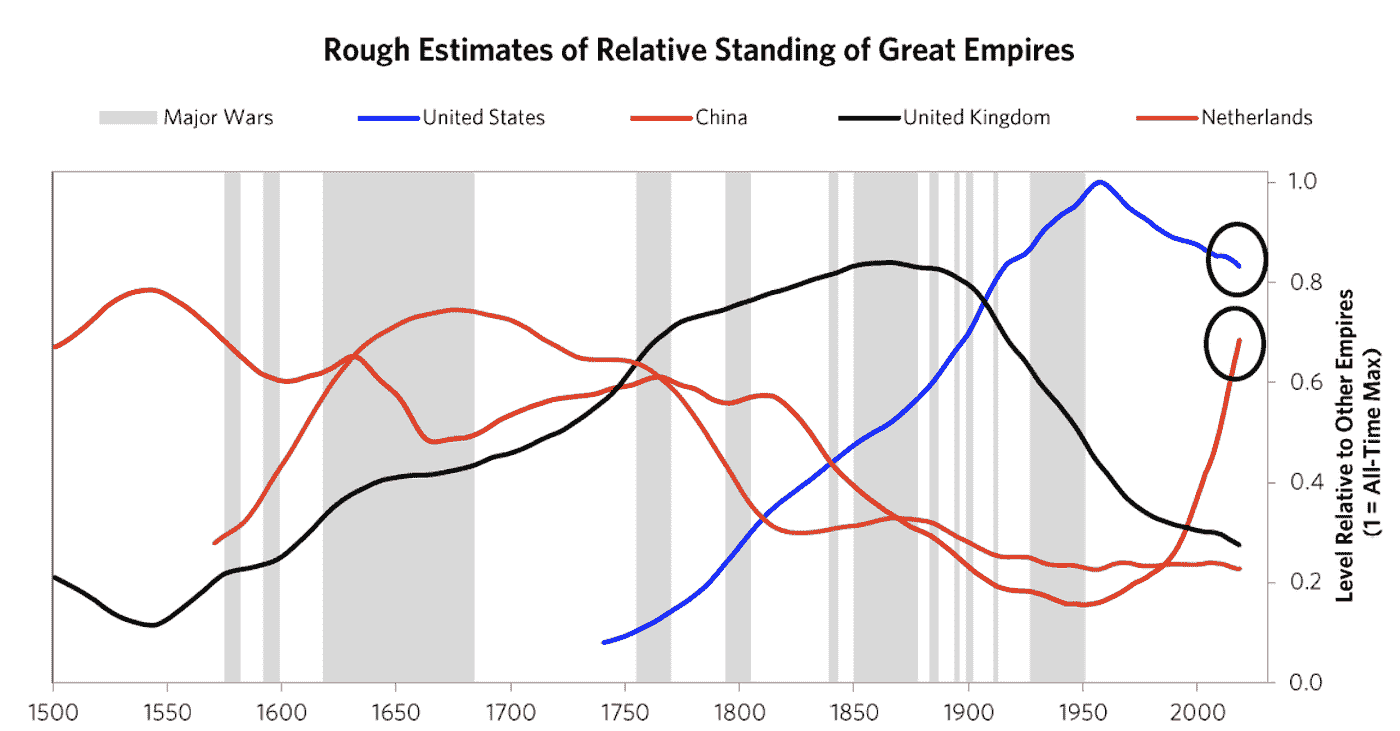 Rough Estimates of Relative Standing of Great Empires
Major Wars United States China United Kingdom Netherlands
1.0
0.8
0.6
0.4
0.2
0.0
Level Relative to Other Empires
(1 = All-Time Max)
1500 1550 1600 1650 1700 1750 1800 1850 1900 1950 2000